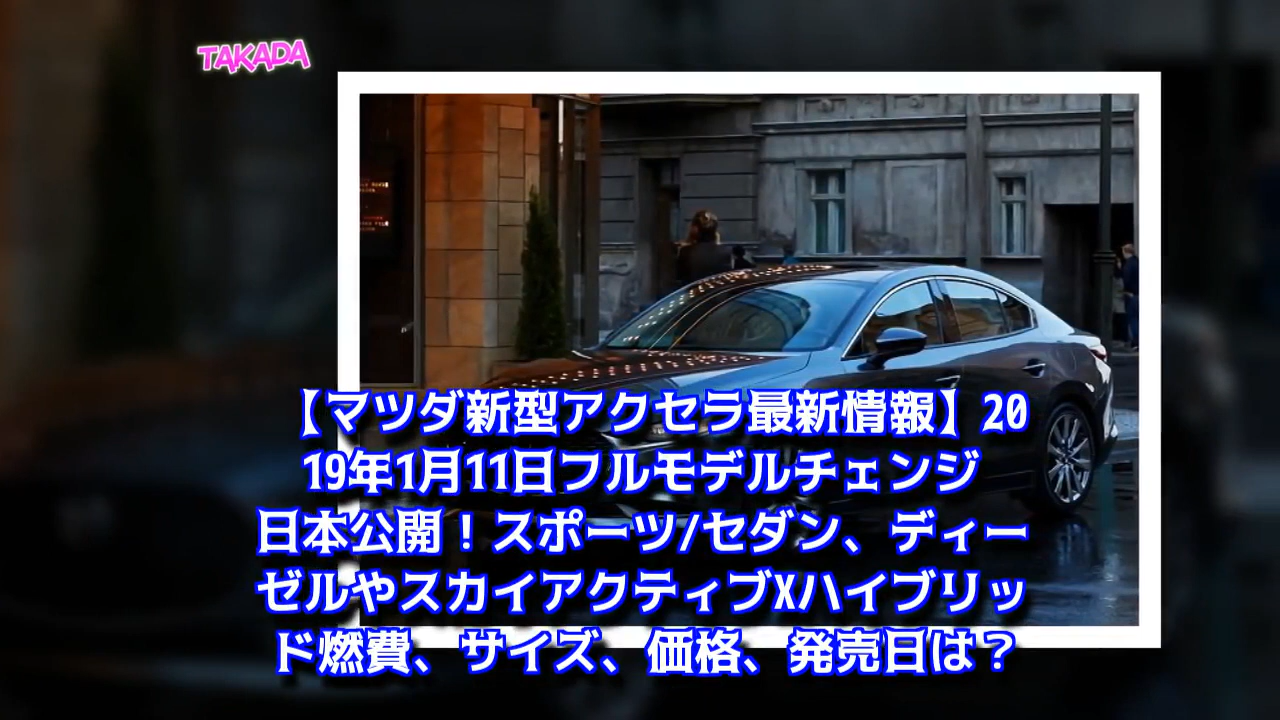 TAKADA
【マツダ新型アクセラ最新情報】20
19年1月11日フルモデルチェンジ
日本公開！スポーツ/セダン、ディー
ゼルやスカイアクティブXハイブリッ
ド燃費、サイズ、価格、発売日は？